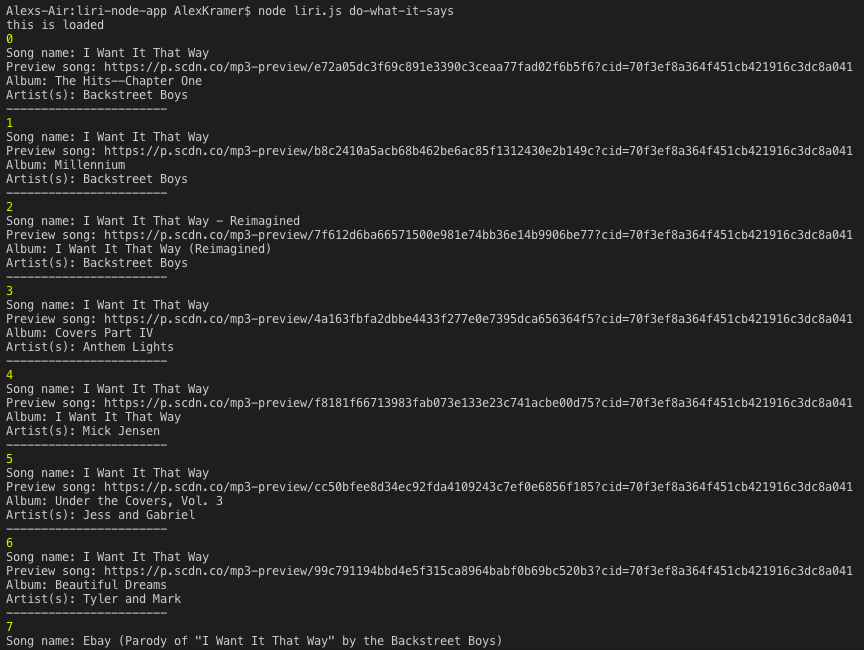 Alexs-Air:liri-node-app AlexKramer$ node liri.js do-what-it-says
this is loaded
0
Song name: I Want It That Way
Preview song: https://p.scdn.co/mp3-preview/e72a05dc3f69c891e3390c3ceaa77fad02f6b5f6?cid=70f3ef8a364f451cb421916c3dc8a041
Album: The Hits--Chapter One
Artist(s): Backstreet Boys
-----------------------
1
Song name: I Want It That Way
Preview song: https://p.scdn.co/mp3-preview/b8c2410a5acb68b462be6ac85f1312430e2b149c?cid=70f3ef8a364f451cb421916c3dc8a041
Album: Millennium
Artist(s): Backstreet Boys
-----------------------
2
Song name: I Want It That Way - Reimagined
Preview song: https://p.scdn.co/mp3-preview/7f612d6ba66571500e981e74bb36e14b9906be77?cid=70f3ef8a364f451cb421916c3dc8a041
Album: I Want It That Way (Reimagined)
Artist(s): Backstreet Boys
-----------------------
3
Song name: I Want It That Way
Preview song: https://p.scdn.co/mp3-preview/4a163fbfa2dbbe4433f277e0e7395dca656364f5?cid=70f3ef8a364f451cb421916c3dc8a041
Album: Covers Part IV
Artist(s): Anthem Lights
-----------------------
4
Song name: I Want It That Way
Preview song: https://p.scdn.co/mp3-preview/f8181f66713983fab073e133e23c741acbe00d75?cid=70f3ef8a364f451cb421916c3dc8a041
Album: I Want It That Way
Artist(s): Mick Jensen
-----------------------
5
Song name: I Want It That Way
Preview song: https://p.scdn.co/mp3-preview/cc50bfee8d34ec92fda4109243c7ef0e6856f185?cid=70f3ef8a364f451cb421916c3dc8a041
Album: Under the Covers, Vol. 3
Artist(s): Jess and Gabriel
-----------------------
6
Song name: I Want It That Way
Preview song: https://p.scdn.co/mp3-preview/99c791194bbd4e5f315ca8964babf0b69bc520b3?cid=70f3ef8a364f451cb421916c3dc8a041
Album: Beautiful Dreams
Artist(s): Tyler and Mark
-----------------------
7
Song name: Ebay (Parody of "I Want It That Way" by the Backstreet Boys)